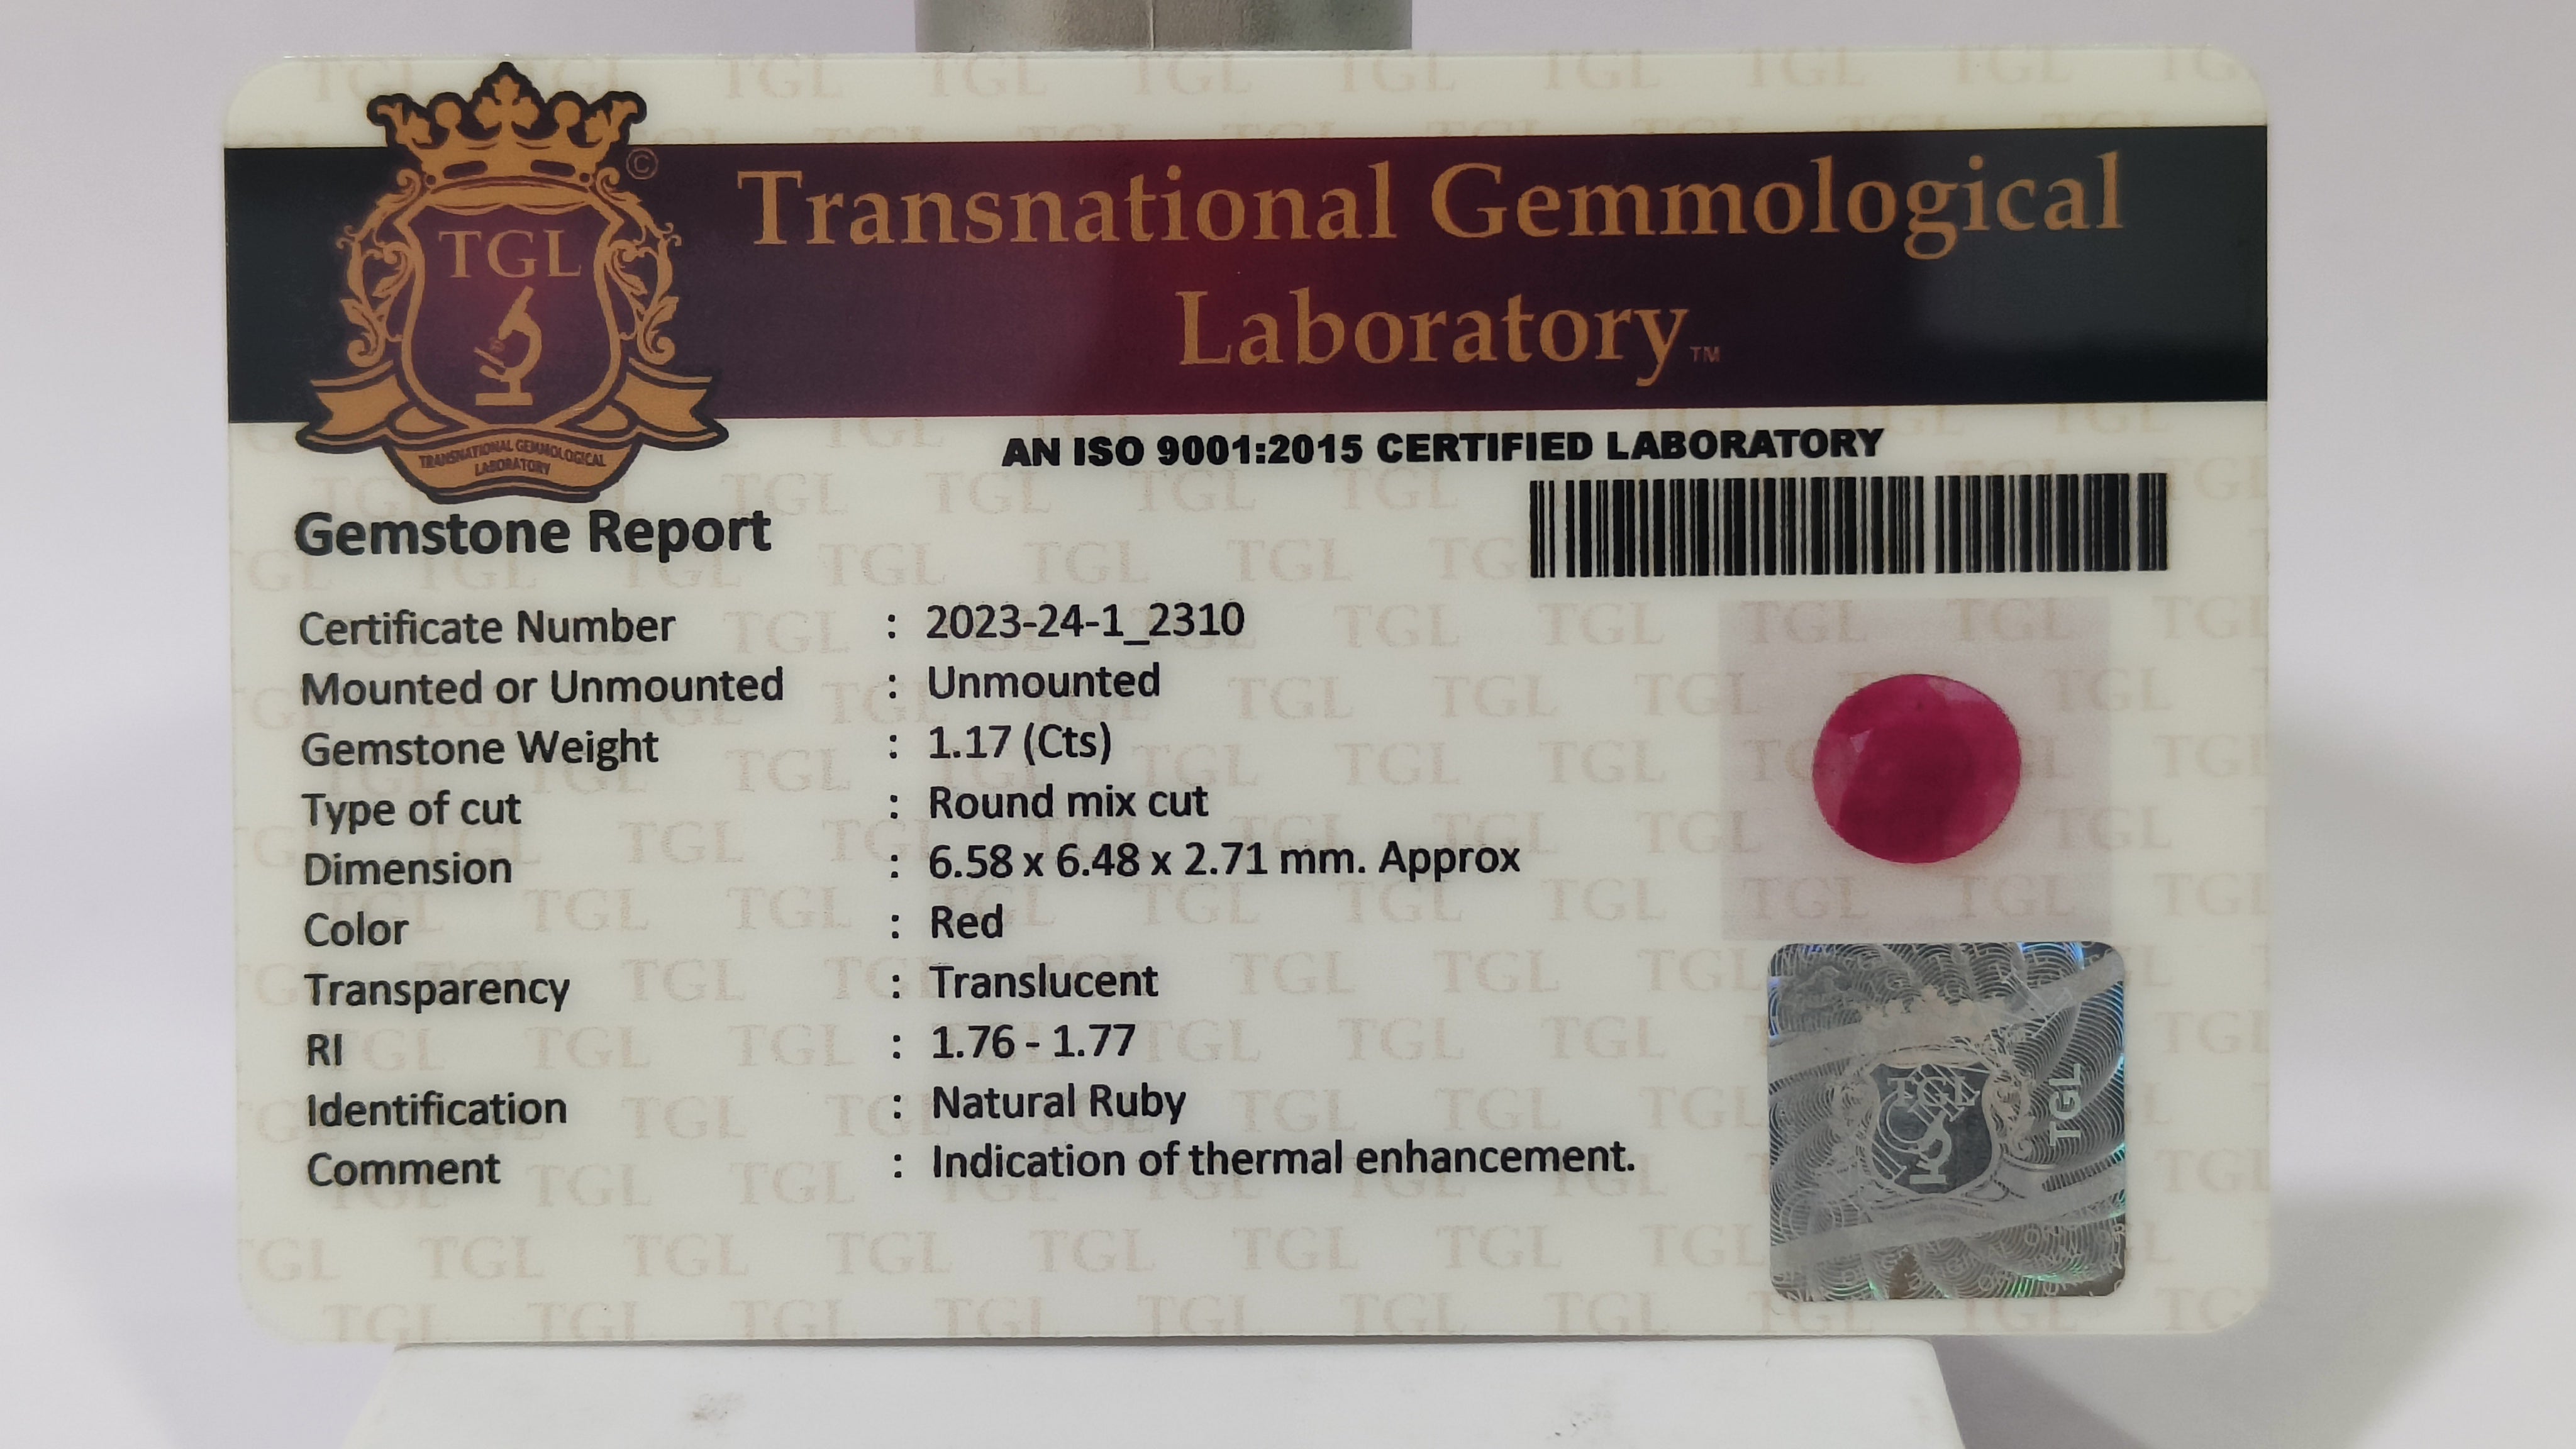 TGL
©
TRANSNATIONAL GEMMOLOGICAL
LABORATORY
Transnational Gemmological
Laboratory™
AN ISO 9001:2015 CERTIFIED LABORATORY
Gemstone Report
Certificate Number : 2023-24-1_2310
Mounted or Unmounted : Unmounted
Gemstone Weight : 1.17 (Cts)
Type of cut : Round mix cut
Dimension : 6.58 x 6.48 x 2.71 mm. Approx
Color : Red
Transparency : Translucent
RI : 1.76 - 1.77
Identification : Natural Ruby
Comment : Indication of thermal enhancement.
TGL
TGL